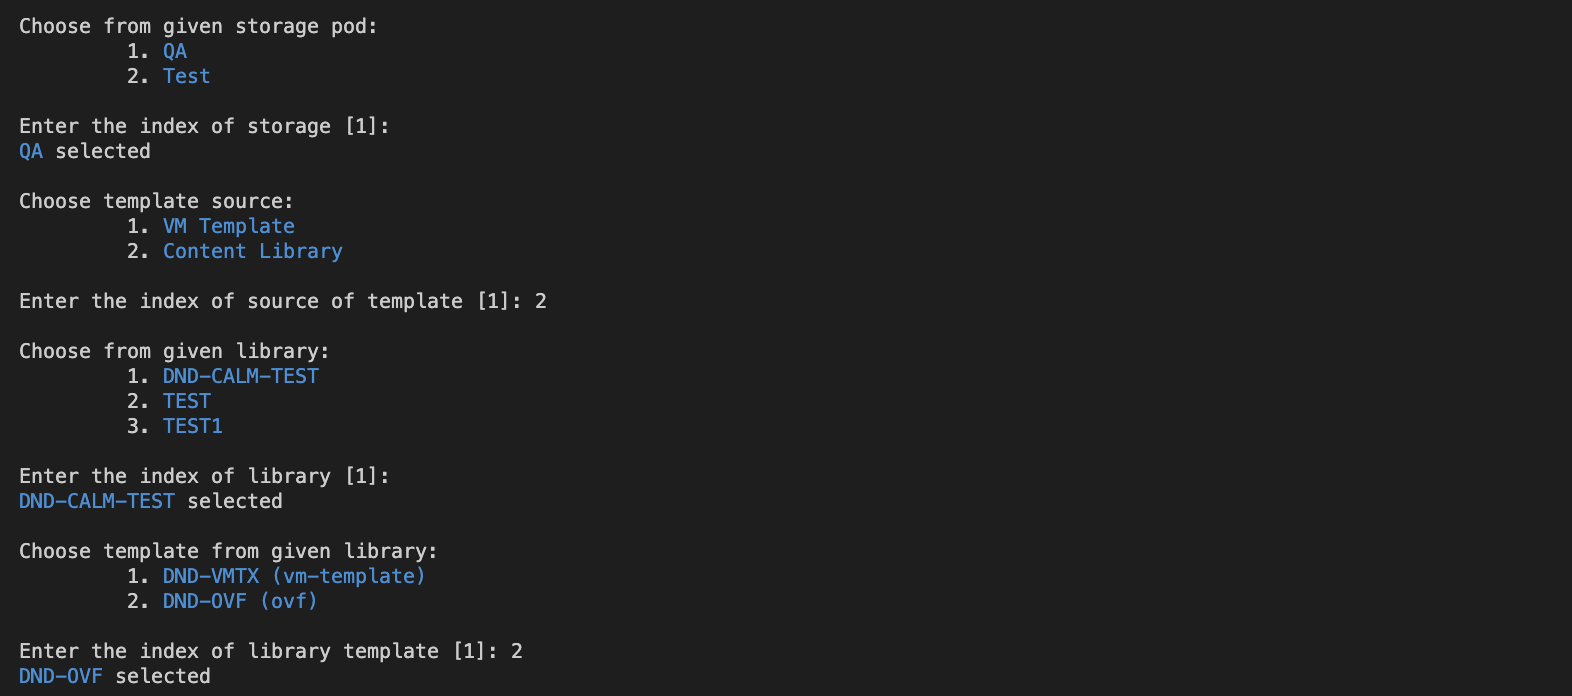 Choose from given storage pod:
1. QA
2. Test
Enter the index of storage [1]:
QA selected
Choose template source:
1. VM Template
2. Content Library
Enter the index of source of template [1]: 2
Choose from given library:
1. DND-CALM-TEST
2. TEST
3. TEST1
Enter the index of library [1]:
DND-CALM-TEST selected
Choose template from given library:
1. DND-VMTX (vm-template)
2. DND-OVF (ovf)
Enter the index of library template [1]: 2
DND-OVF selected